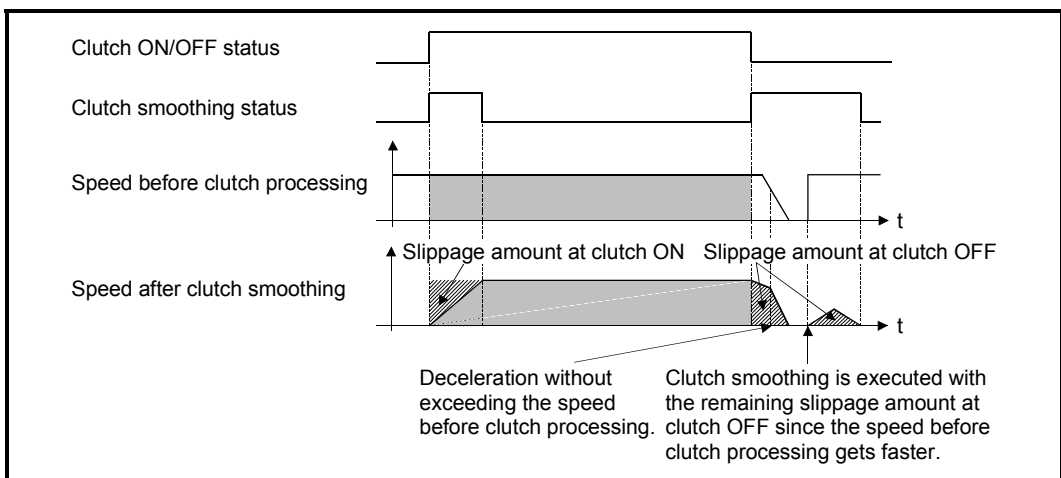 Clutch ON/OFF status
Clutch smoothing status
Speed before clutch processing
t
Slippage amount at clutch ON
Slippage amount at clutch OFF
Speed after clutch smoothing
t
Deceleration without
exceeding the speed
before clutch processing.
Clutch smoothing is executed with
the remaining slippage amount at
clutch OFF since the speed before
clutch processing gets faster.